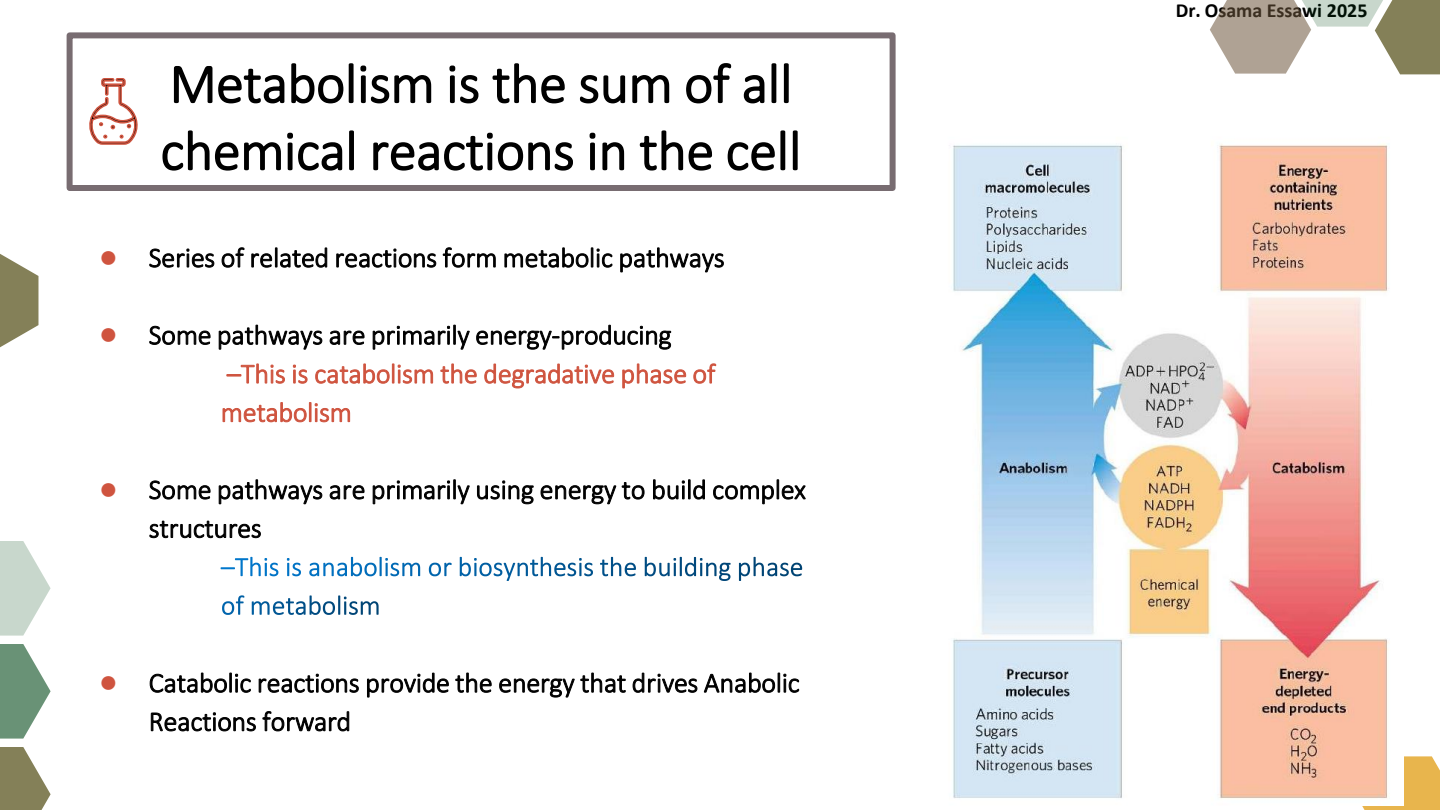 Dr. Osama Essawi 2025
Metabolism is the sum of all
chemical reactions in the cell
● Series of related reactions form metabolic pathways
● Some pathways are primarily energy-producing
–This is catabolism the degradative phase of
metabolism
● Some pathways are primarily using energy to build complex
structures
–This is anabolism or biosynthesis the building phase
of metabolism
● Catabolic reactions provide the energy that drives Anabolic
Reactions forward
Cell
macromolecules
Proteins
Polysaccharides
Lipids
Nucleic acids
Energy-
containing
nutrients
Carbohydrates
Fats
Proteins
ADP+HPO₄²⁻
NAD⁺
NADP⁺
FAD
Anabolism
ATP
NADH
NADPH
FADH₂
Catabolism
Chemical
energy
Precursor
molecules
Amino acids
Sugars
Fatty acids
Nitrogenous bases
Energy-
depleted
end products
CO₂
H₂O
NH₃